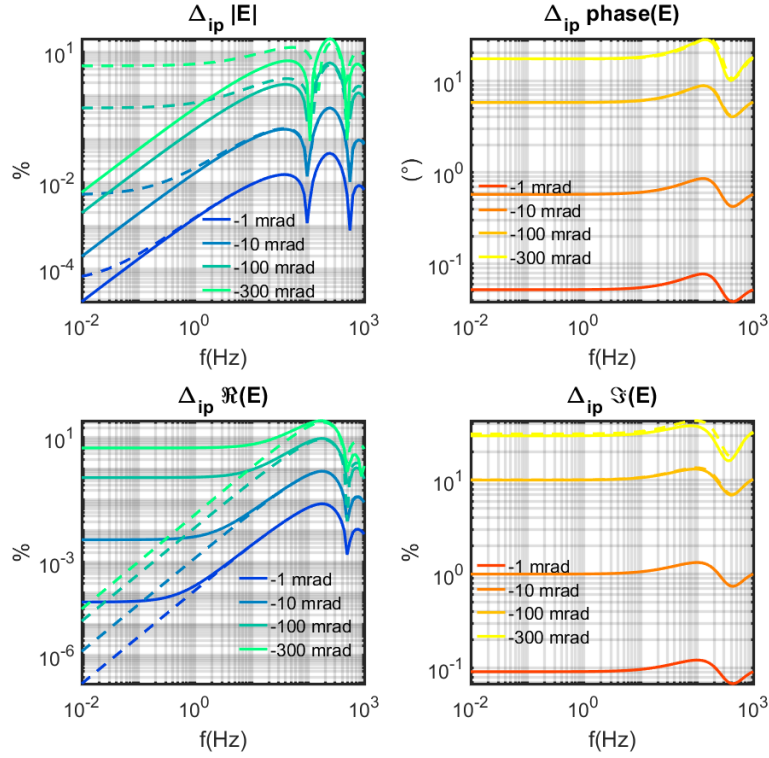 Δip |E|
10^1
10^-2
10^-4
%
-1 mrad
-10 mrad
-100 mrad
-300 mrad
10^-2
10^0
10^3
f(Hz)
Δip phase(E)
10^1
10^0
10^-1
(°)
-1 mrad
-10 mrad
-100 mrad
-300 mrad
10^-2
10^0
10^3
f(Hz)
Δip ℜ(E)
10^1
10^-3
10^-6
%
-1 mrad
-10 mrad
-100 mrad
-300 mrad
10^-2
10^0
10^3
f(Hz)
Δip ℑ(E)
10^1
10^0
10^-1
%
-1 mrad
-10 mrad
-100 mrad
-300 mrad
10^-2
10^0
10^3
f(Hz)